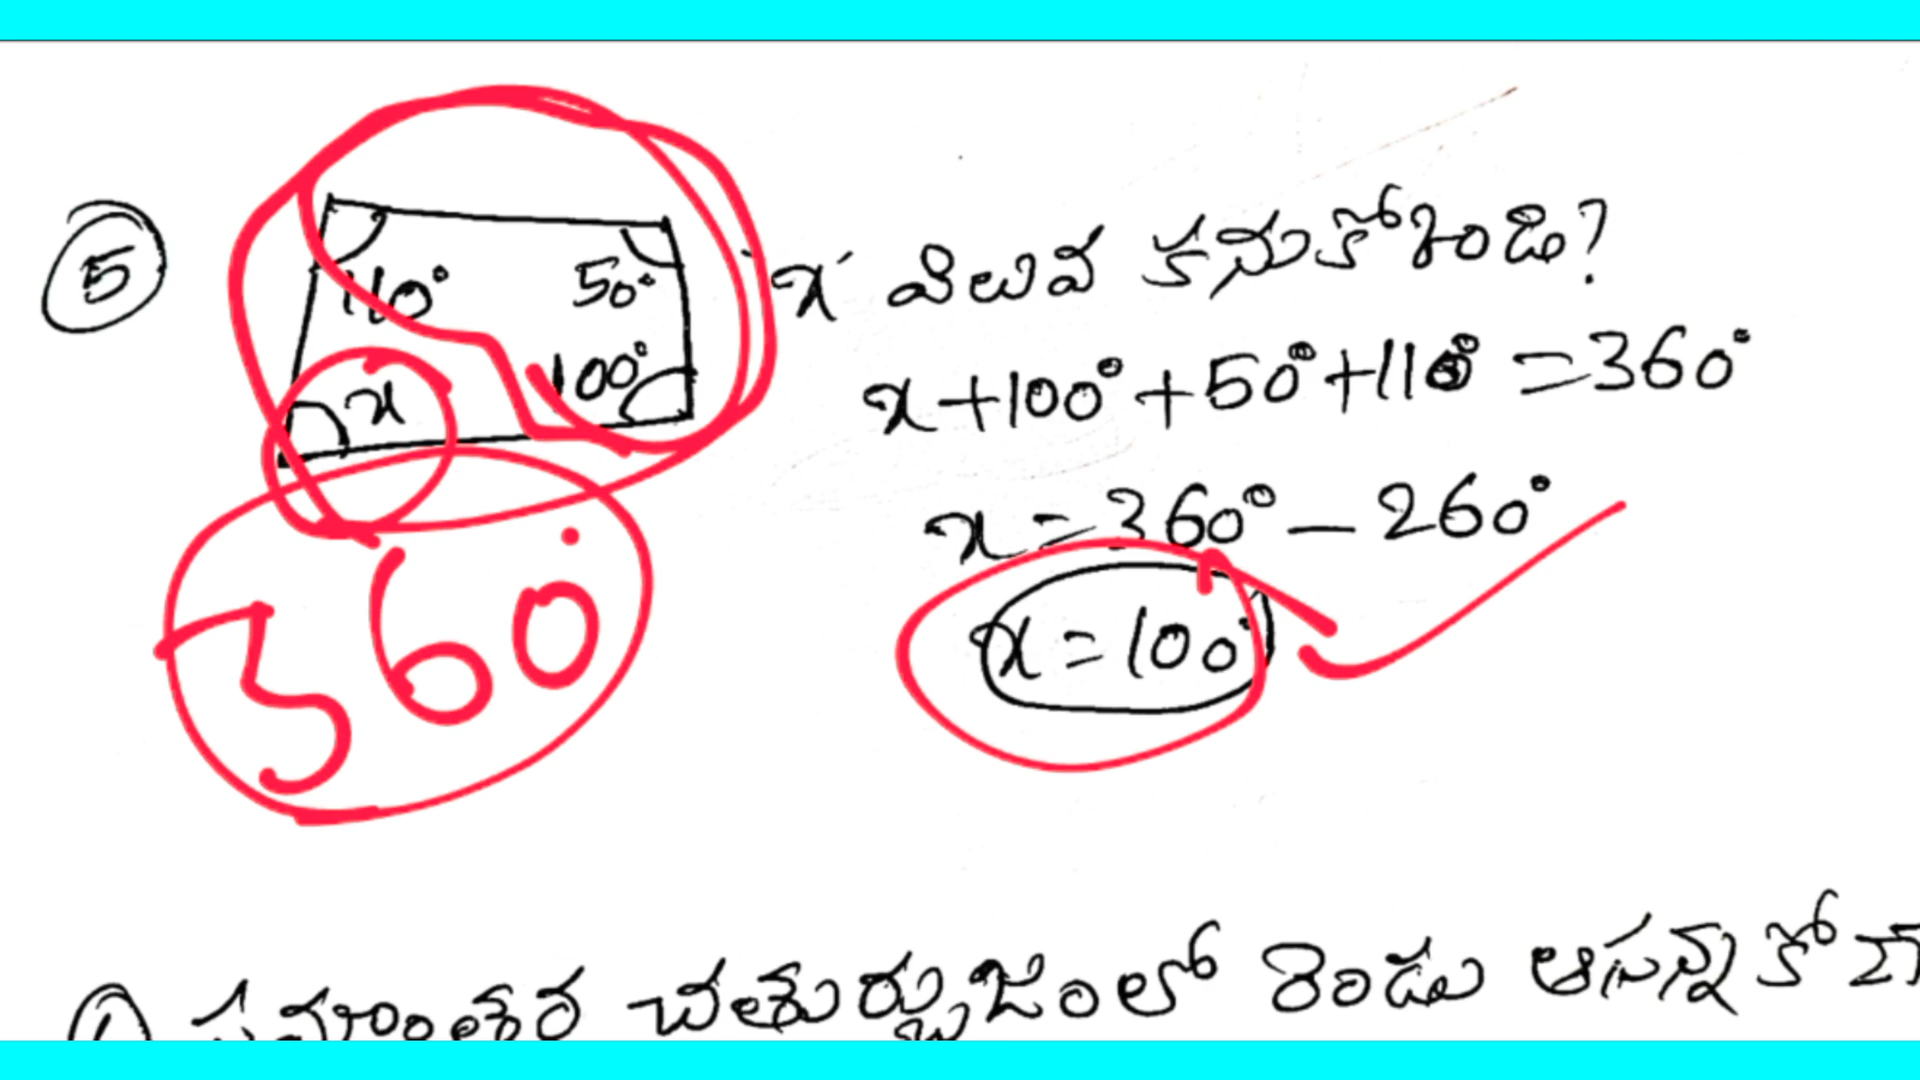 5
110° 50°
x 100°
360°
'x' విలువ కనుకోండి?
x+100°+50°+110° =360°
x = 360° - 260°
x = 100°
సమాంతర చతుర్భుజంలో రెండు ఆసన్న